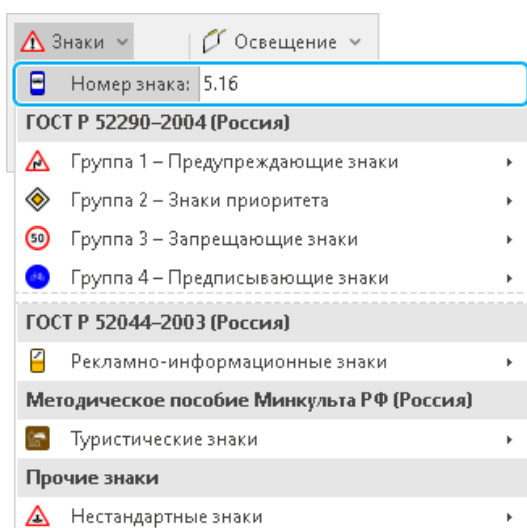 Знаки Освещение
Номер знака: 5.16
ГОСТ Р 52290–2004 (Россия)
Группа 1 – Предупреждающие знаки
Группа 2 – Знаки приоритета
50 Группа 3 – Запрещающие знаки
Группа 4 – Предписывающие знаки
ГОСТ Р 52044–2003 (Россия)
Рекламно-информационные знаки
Методическое пособие Минкульта РФ (Россия)
Туристические знаки
Прочие знаки
Нестандартные знаки